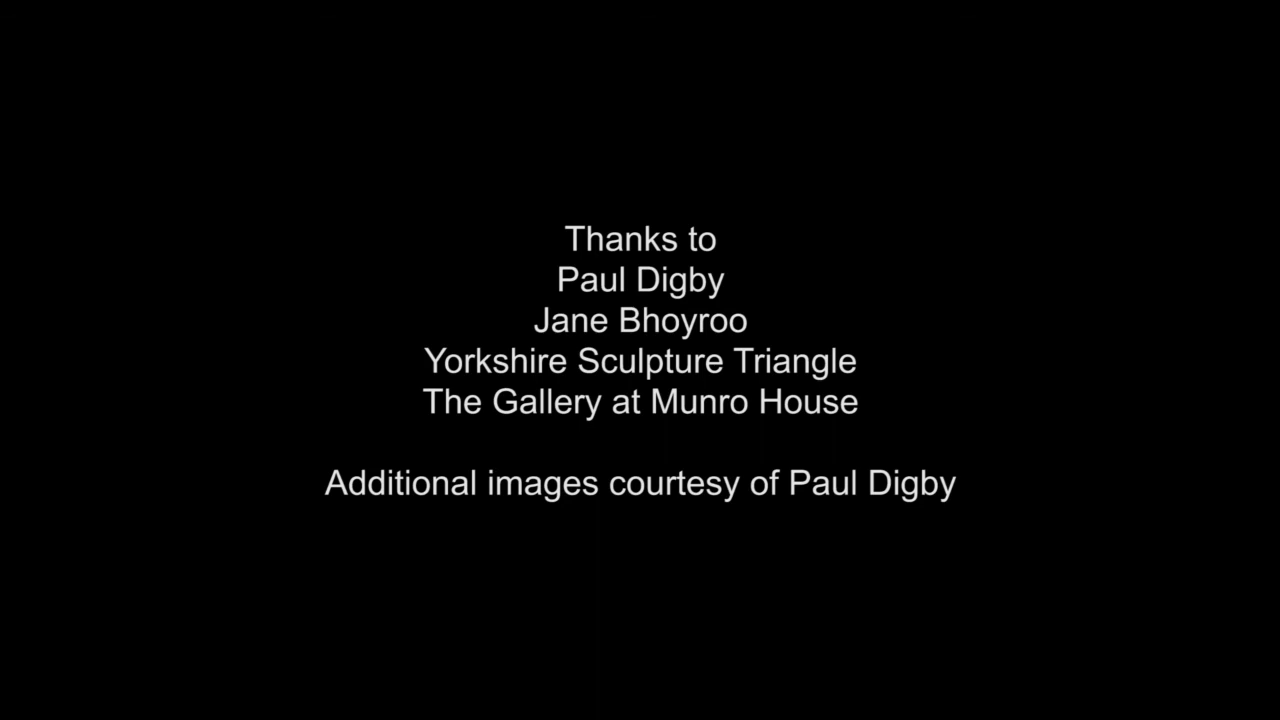 Thanks to
Paul Digby
Jane Bhoyroo
Yorkshire Sculpture Triangle
The Gallery at Munro House
Additional images courtesy of Paul Digby